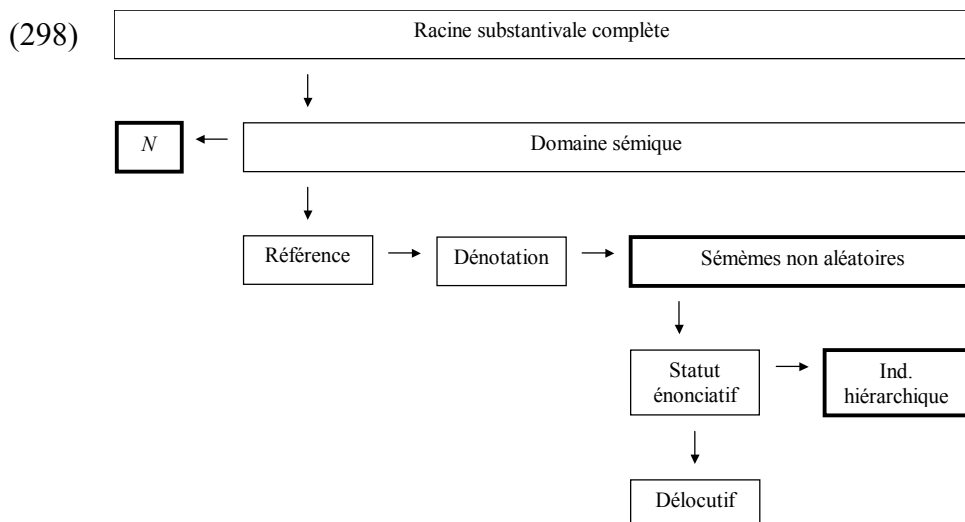 (298)
Racine substantivale complète
N
Domaine sémique
Référence
Dénotation
Sémèmes non aléatoires
Statut
énonciatif
Ind.
hiérarchique
Délocutif